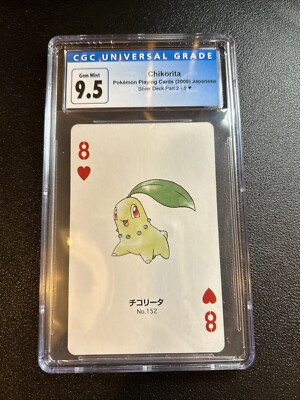 CGC UNIVERSAL GRADE
Gem Mint
9.5
Chikorita
Pokémon Playing Cards (2000) Japanese
Silver Deck Part 2 - 8 ♥
8
チコリータ
No.152
8